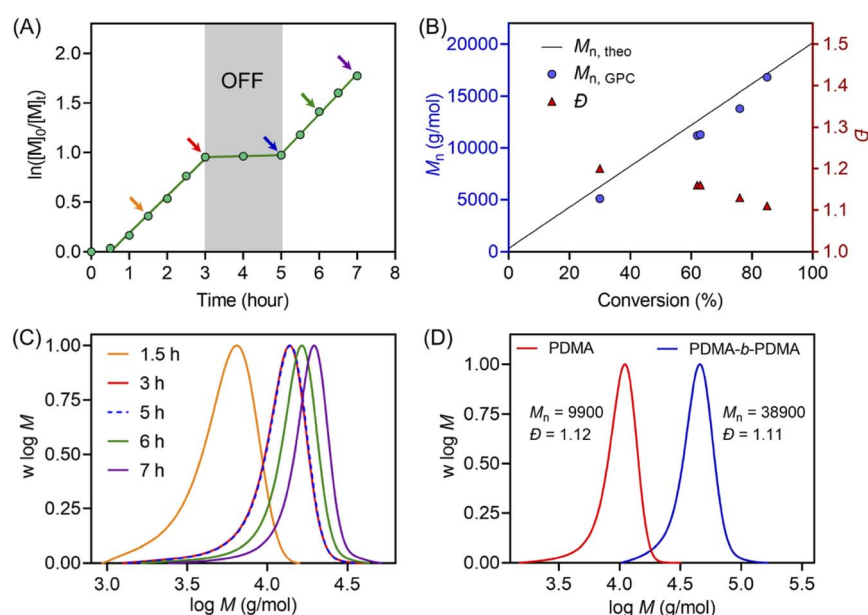 (A)
ln([M]0/[M]t)
2.0
1.5
1.0
0.5
0.0
OFF
0 1 2 3 4 5 6 7 8
Time (hour)
(B)
Mn (g/mol)
20000
15000
10000
5000
0
Mn, theo
Mn, GPC
Đ
1.5
1.4
1.3
1.2
1.1
1.0
Đ
0 20 40 60 80 100
Conversion (%)
(C)
w log M
1.00
0.75
0.50
0.25
0.00
1.5 h
3 h
5 h
6 h
7 h
3.0 3.5 4.0 4.5
log M (g/mol)
(D)
w log M
1.00
0.75
0.50
0.25
0.00
PDMA
PDMA-b-PDMA
Mn = 9900
Đ = 1.12
Mn = 38900
Đ = 1.11
3.5 4.0 4.5 5.0 5.5
log M (g/mol)